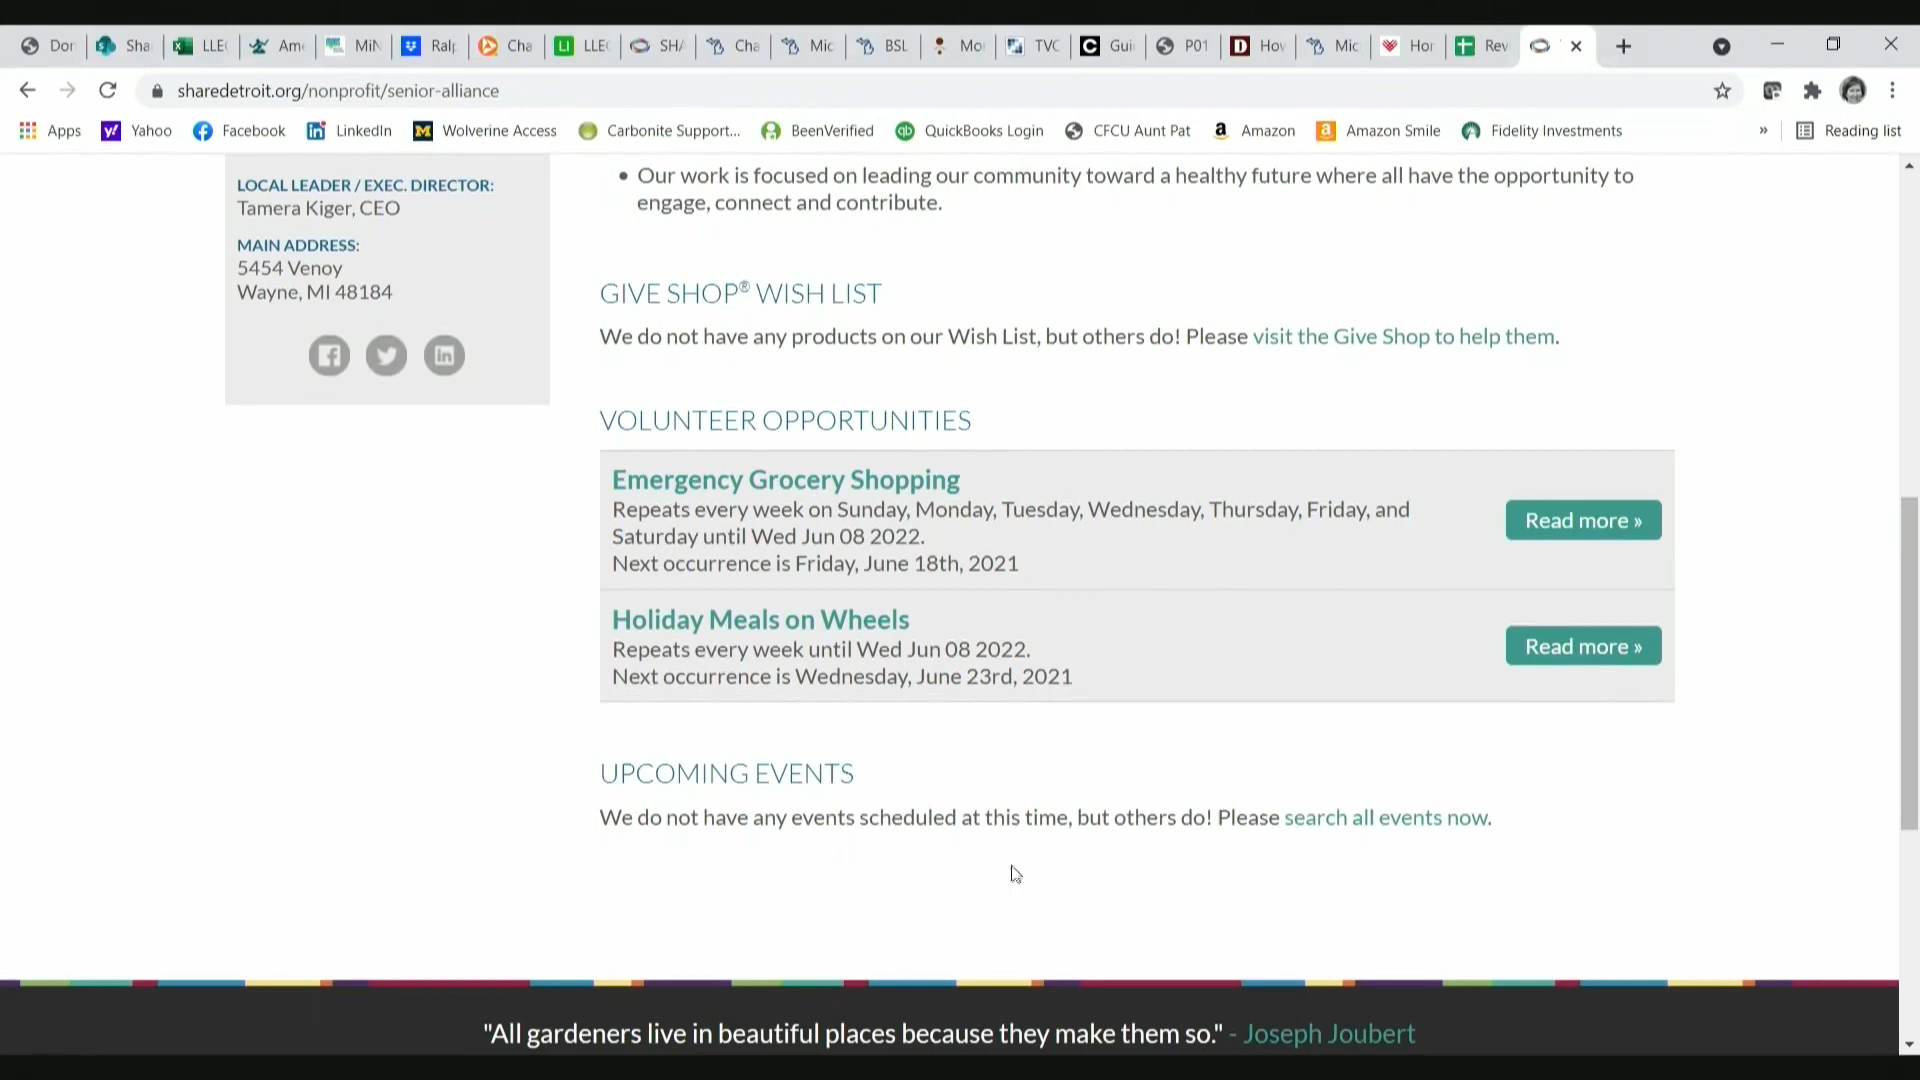 Don
Sha
LLE
Am
MiN
Ralp
Cha
LLE
SHA
Cha
Mic
BSL
Mo
TVC
Gui
P01
Hov
Mic
Hor
Rev
sharedetroit.org/nonprofit/senior-alliance
Apps Yahoo Facebook LinkedIn Wolverine Access Carbonite Support... BeenVerified QuickBooks Login CFCU Aunt Pat Amazon Amazon Smile Fidelity Investments » Reading list
LOCAL LEADER / EXEC. DIRECTOR:
Tamera Kiger, CEO
MAIN ADDRESS:
5454 Venoy
Wayne, MI 48184
• Our work is focused on leading our community toward a healthy future where all have the opportunity to
engage, connect and contribute.
GIVE SHOP® WISH LIST
We do not have any products on our Wish List, but others do! Please visit the Give Shop to help them.
VOLUNTEER OPPORTUNITIES
Emergency Grocery Shopping
Repeats every week on Sunday, Monday, Tuesday, Wednesday, Thursday, Friday, and
Saturday until Wed Jun 08 2022.
Next occurrence is Friday, June 18th, 2021
Read more »
Holiday Meals on Wheels
Repeats every week until Wed Jun 08 2022.
Next occurrence is Wednesday, June 23rd, 2021
Read more »
UPCOMING EVENTS
We do not have any events scheduled at this time, but others do! Please search all events now.
"All gardeners live in beautiful places because they make them so." - Joseph Joubert